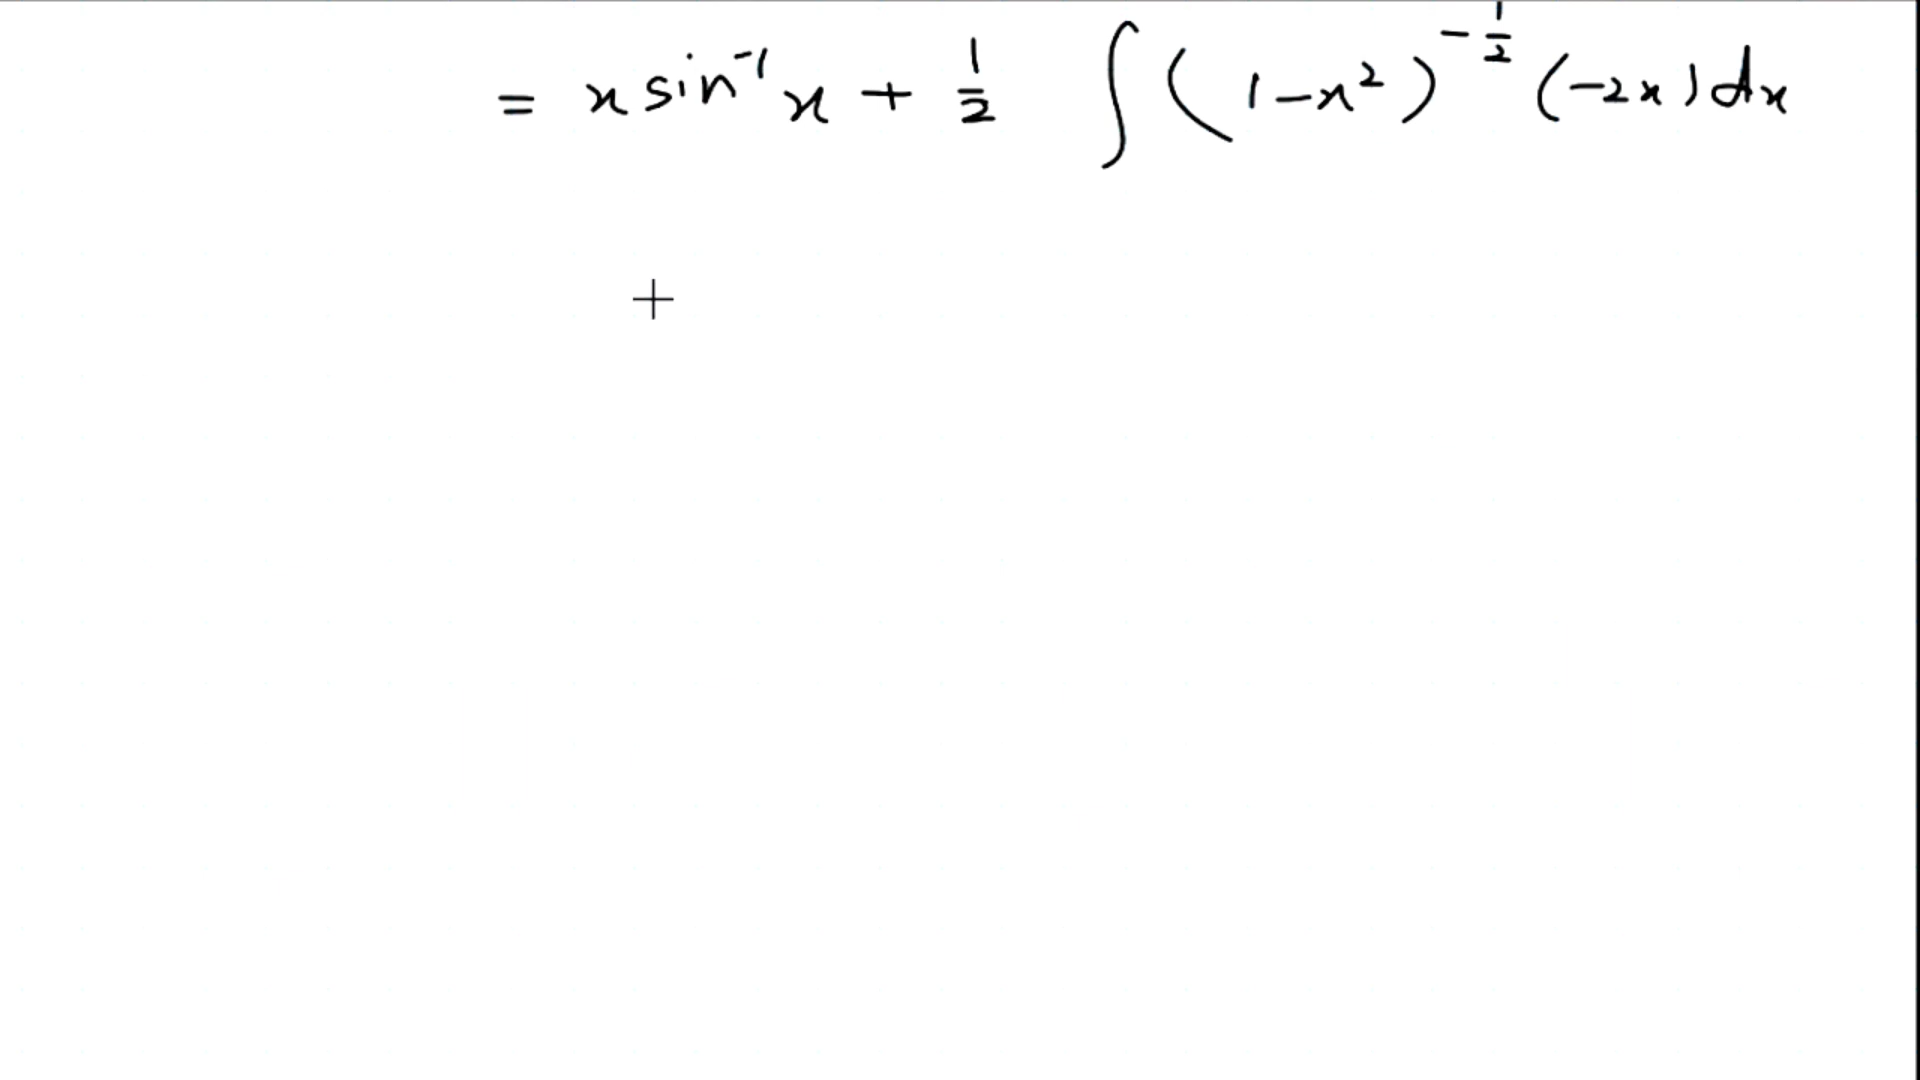 = x sin⁻¹ x + 1/2 ∫ (1-x²)^(-1/2) (-2x) dx